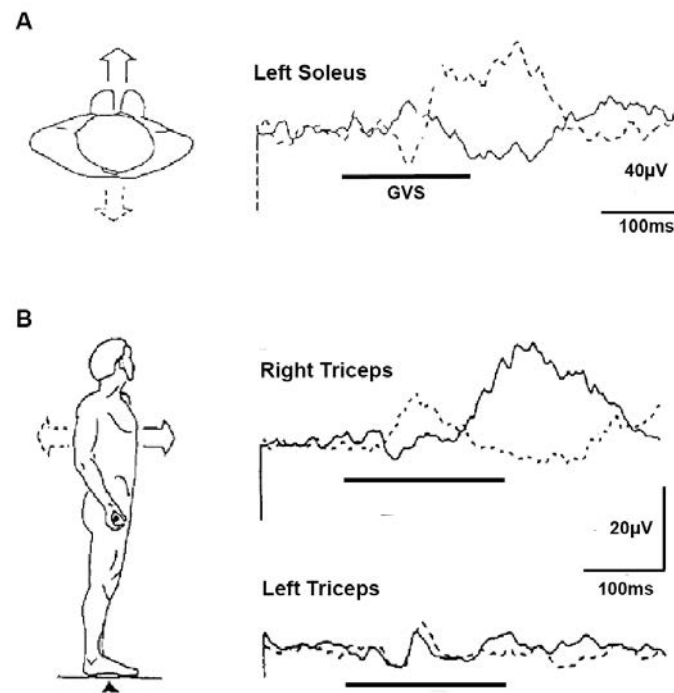 A
Left Soleus
GVS
40µV
100ms
B
Right Triceps
20µV
100ms
Left Triceps